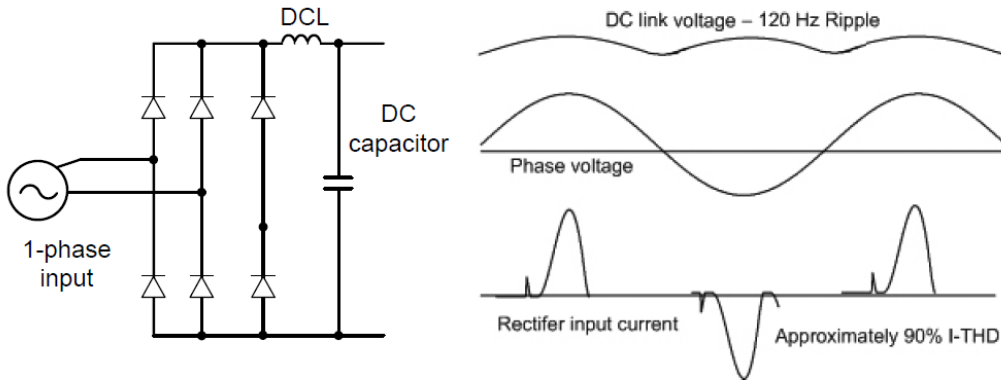 DCL
DC
capacitor
1-phase
input
DC link voltage – 120 Hz Ripple
Phase voltage
Rectifer input current
Approximately 90% I-THD